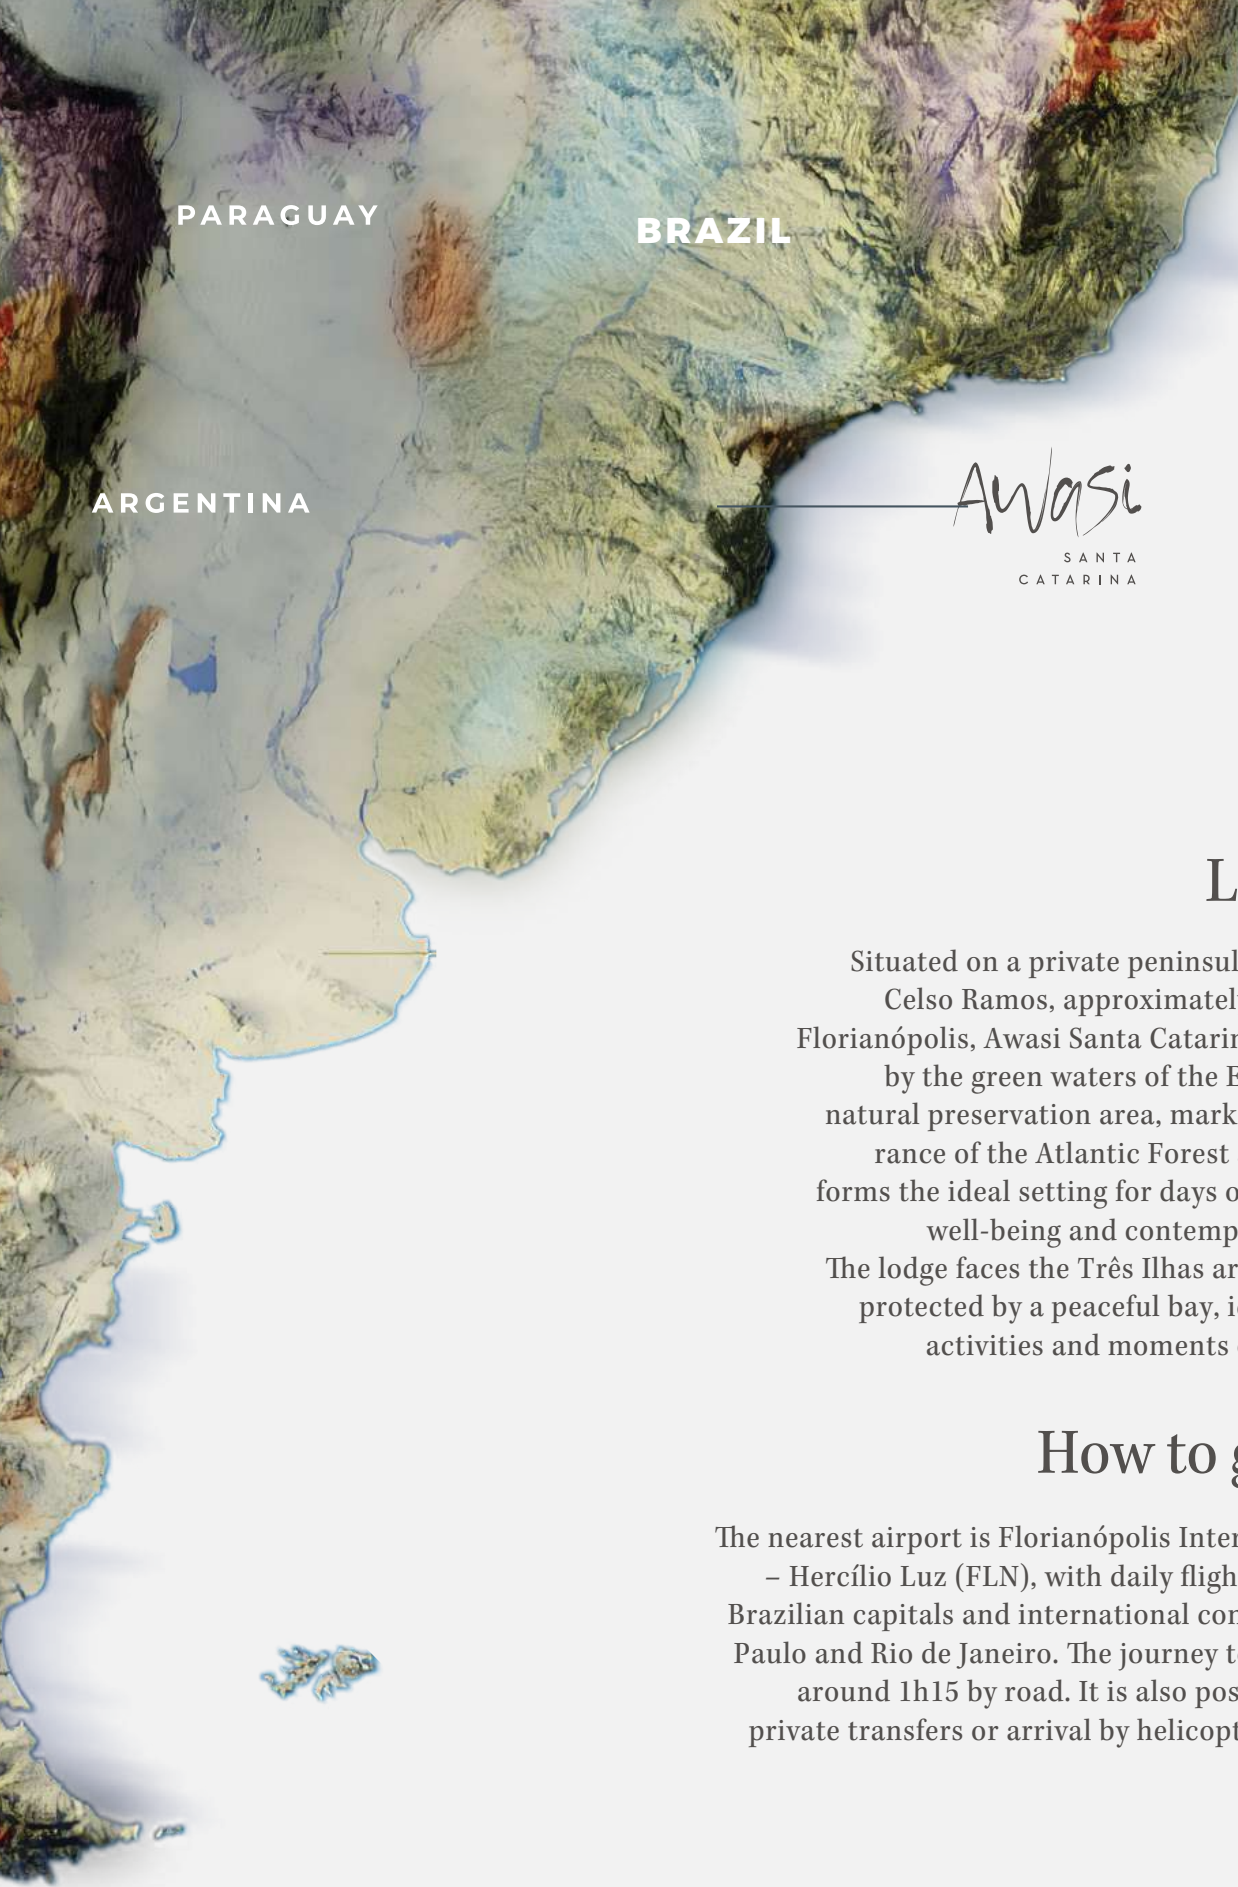 PARAGUAY
BRAZIL
ARGENTINA
Awasi
SANTA
CATARINA
L
Situated on a private peninsul
Celso Ramos, approximatel
Florianópolis, Awasi Santa Catarin
by the green waters of the E
natural preservation area, mark
rance of the Atlantic Forest
forms the ideal setting for days o
well-being and contemp
The lodge faces the Três Ilhas ar
protected by a peaceful bay, i
activities and moments
How to g
The nearest airport is Florianópolis Inter
– Hercílio Luz (FLN), with daily fligh
Brazilian capitals and international con
Paulo and Rio de Janeiro. The journey t
around 1h15 by road. It is also pos
private transfers or arrival by helicopt